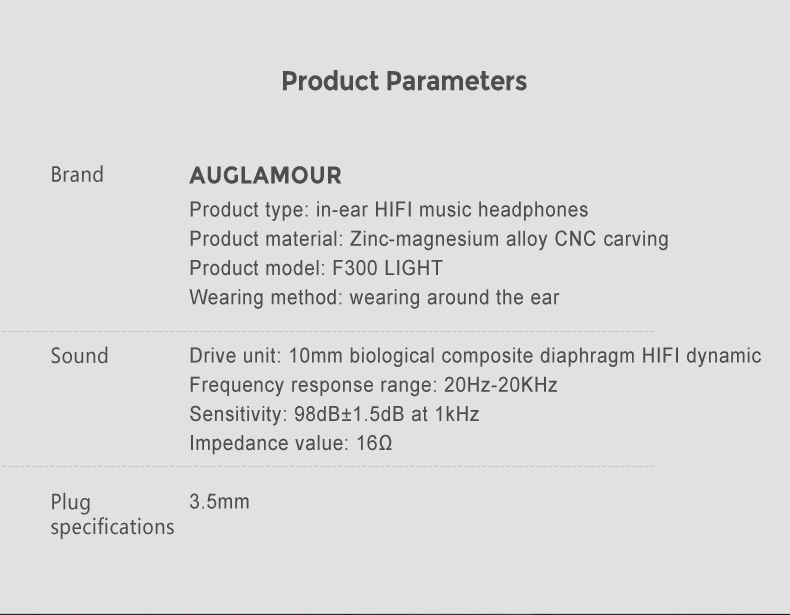 Product Parameters
Brand
AUGLAMOUR
Product type: in-ear HIFI music headphones
Product material: Zinc-magnesium alloy CNC carving
Product model: F300 LIGHT
Wearing method: wearing around the ear
Sound
Drive unit: 10mm biological composite diaphragm HIFI dynamic
Frequency response range: 20Hz-20KHz
Sensitivity: 98dB±1.5dB at 1kHz
Impedance value: 16Ω
Plug
specifications
3.5mm